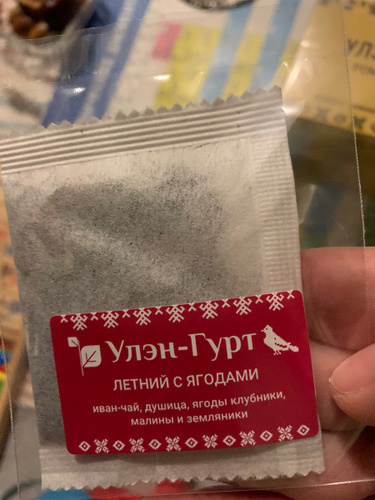 Улэн-Гурт
ЛЕТНИЙ С ЯГОДАМИ
иван-чай, душица, ягоды клубники,
малины и земляники